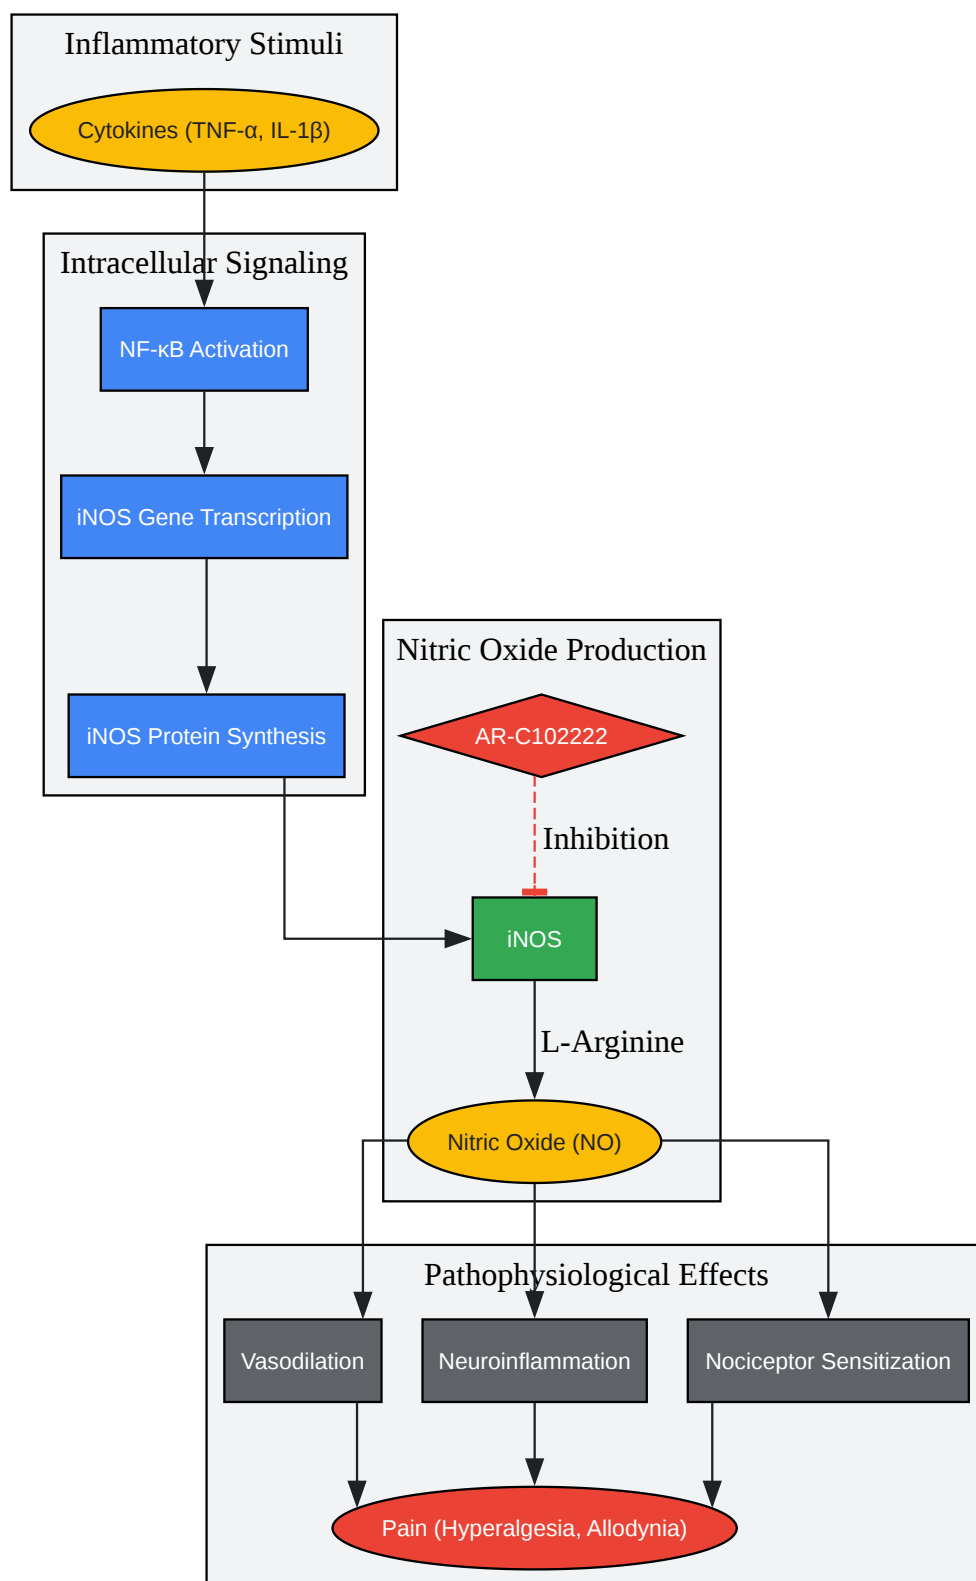 Inflammatory Stimuli
Cytokines (TNF-α, IL-1β)
Intracellular Signaling
NF-κB Activation
iNOS Gene Transcription
iNOS Protein Synthesis
Nitric Oxide Production
AR-C102222
Inhibition
iNOS
L-Arginine
Nitric Oxide (NO)
Pathophysiological Effects
Vasodilation
Neuroinflammation
Nociceptor Sensitization
Pain (Hyperalgesia, Allodynia)